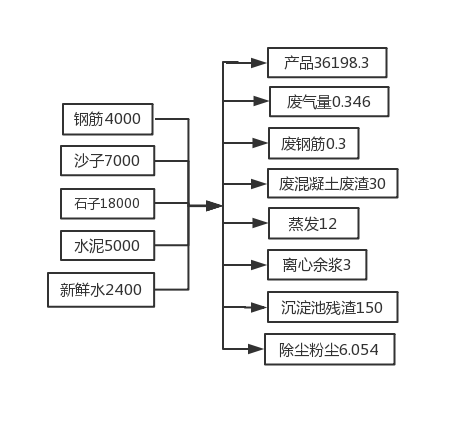 钢筋4000
沙子7000
石子18000
水泥5000
新鲜水2400
产品36198.3
废气量0.346
废钢筋0.3
废混凝土废渣30
蒸发12
离心余浆3
沉淀池残渣150
除尘粉尘6.054